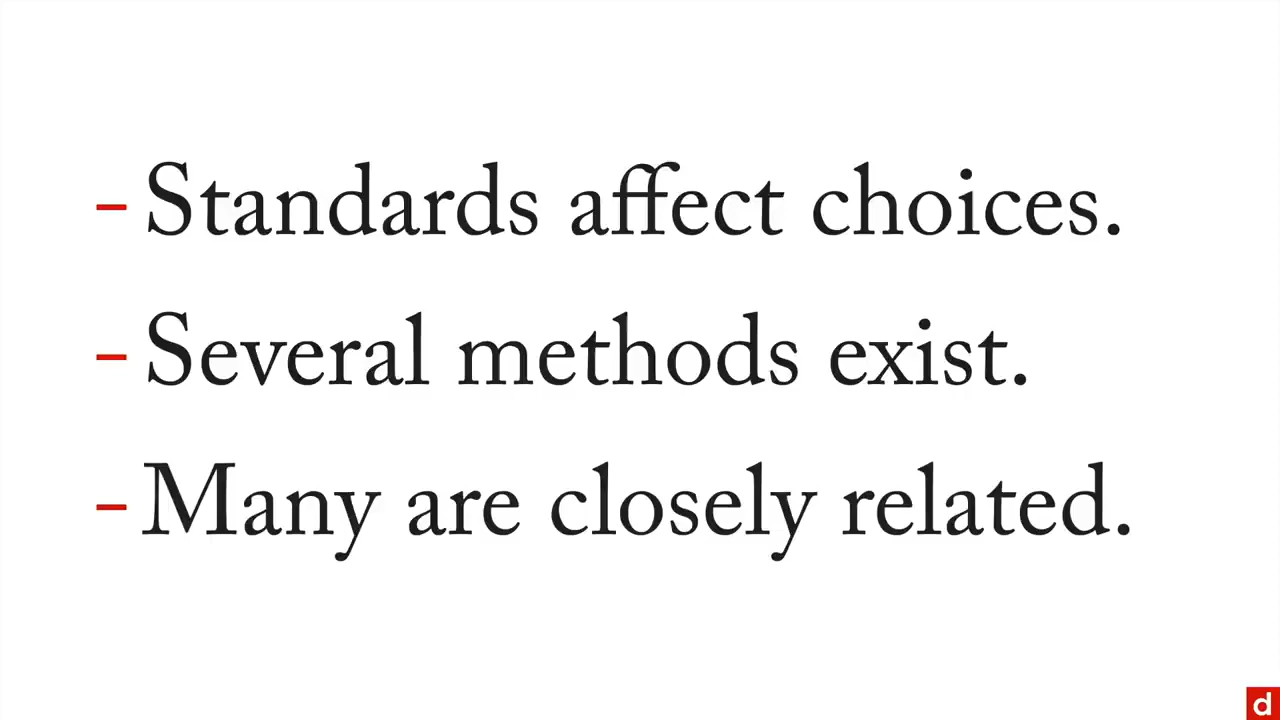 – Standards affect choices.
– Several methods exist.
– Many are closely related.
d